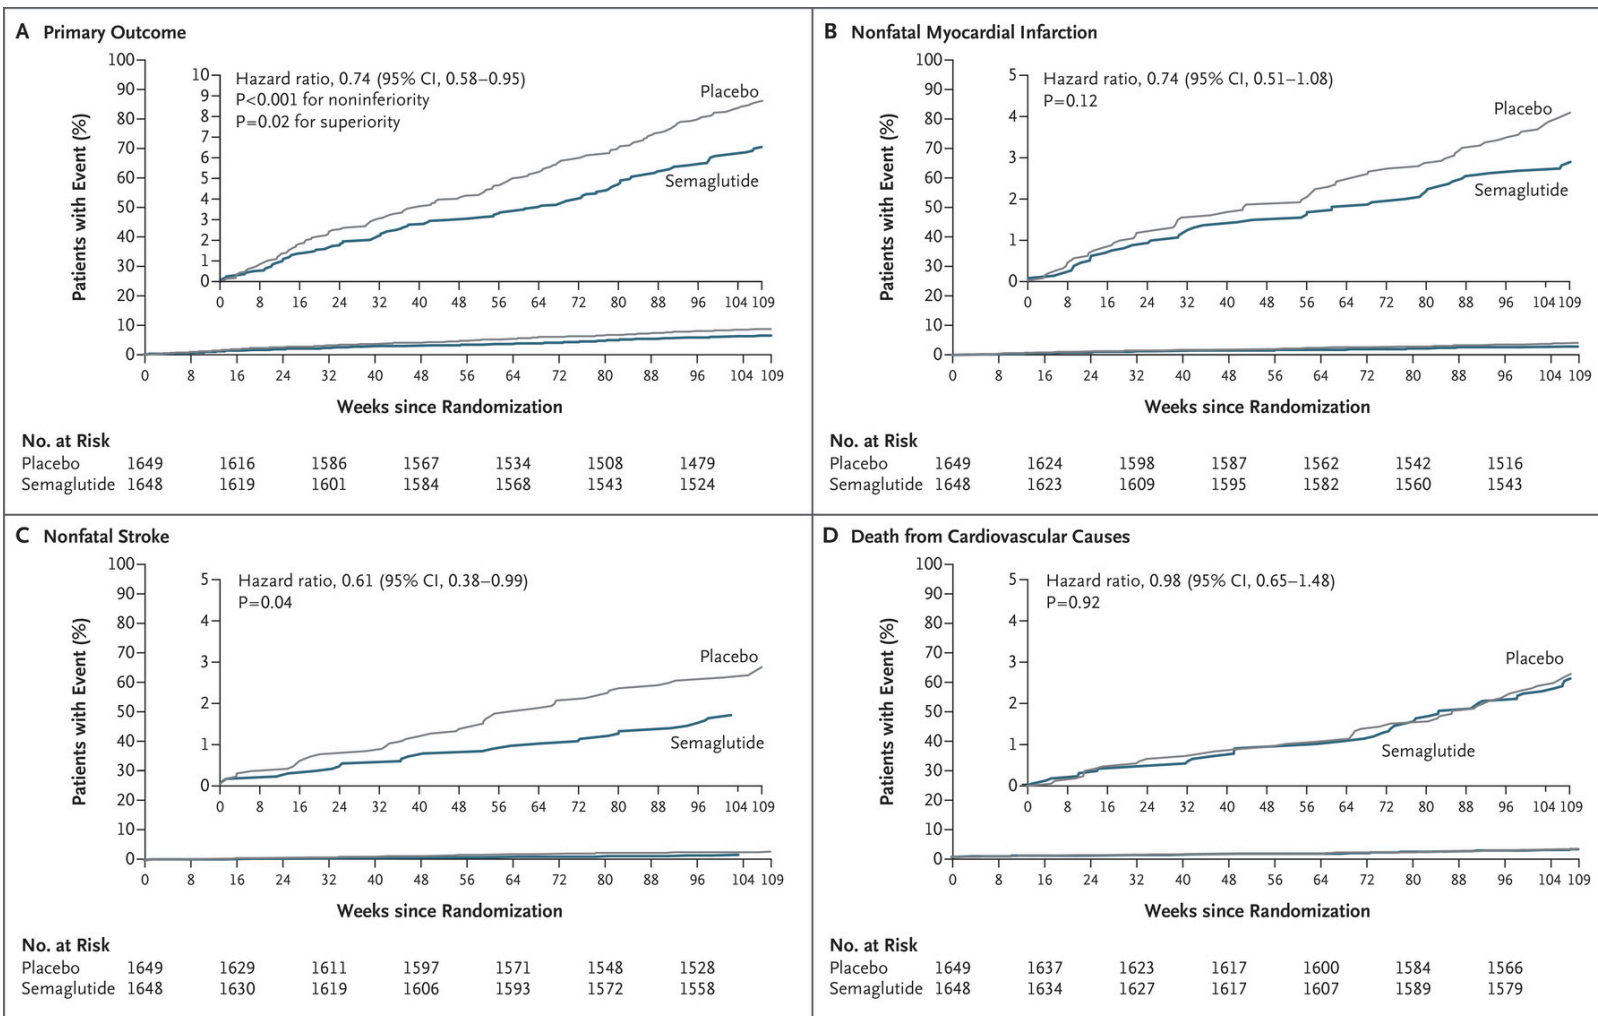 A Primary Outcome
Patients with Event (%)
100
90
80
70
60
50
40
30
20
10
0
10
9
8
7
6
5
4
3
2
1
0
Hazard ratio, 0.74 (95% CI, 0.58–0.95)
P<0.001 for noninferiority
P=0.02 for superiority
Placebo
Semaglutide
0 8 16 24 32 40 48 56 64 72 80 88 96 104 109
0 8 16 24 32 40 48 56 64 72 80 88 96 104 109
Weeks since Randomization
No. at Risk
Placebo 1649 1616 1586 1567 1534 1508 1479
Semaglutide 1648 1619 1601 1584 1568 1543 1524
B Nonfatal Myocardial Infarction
Patients with Event (%)
100
90
80
70
60
50
40
30
20
10
0
5
4
3
2
1
0
Hazard ratio, 0.74 (95% CI, 0.51–1.08)
P=0.12
Placebo
Semaglutide
0 8 16 24 32 40 48 56 64 72 80 88 96 104 109
0 8 16 24 32 40 48 56 64 72 80 88 96 104 109
Weeks since Randomization
No. at Risk
Placebo 1649 1624 1598 1587 1562 1542 1516
Semaglutide 1648 1623 1609 1595 1582 1560 1543
C Nonfatal Stroke
Patients with Event (%)
100
90
80
70
60
50
40
30
20
10
0
5
4
3
2
1
0
Hazard ratio, 0.61 (95% CI, 0.38–0.99)
P=0.04
Placebo
Semaglutide
0 8 16 24 32 40 48 56 64 72 80 88 96 104 109
0 8 16 24 32 40 48 56 64 72 80 88 96 104 109
Weeks since Randomization
No. at Risk
Placebo 1649 1629 1611 1597 1571 1548 1528
Semaglutide 1648 1630 1619 1606 1593 1572 1558
D Death from Cardiovascular Causes
Patients with Event (%)
100
90
80
70
60
50
40
30
20
10
0
5
4
3
2
1
0
Hazard ratio, 0.98 (95% CI, 0.65–1.48)
P=0.92
Placebo
Semaglutide
0 8 16 24 32 40 48 56 64 72 80 88 96 104 109
0 8 16 24 32 40 48 56 64 72 80 88 96 104 109
Weeks since Randomization
No. at Risk
Placebo 1649 1637 1623 1617 1600 1584 1566
Semaglutide 1648 1634 1627 1617 1607 1589 1579